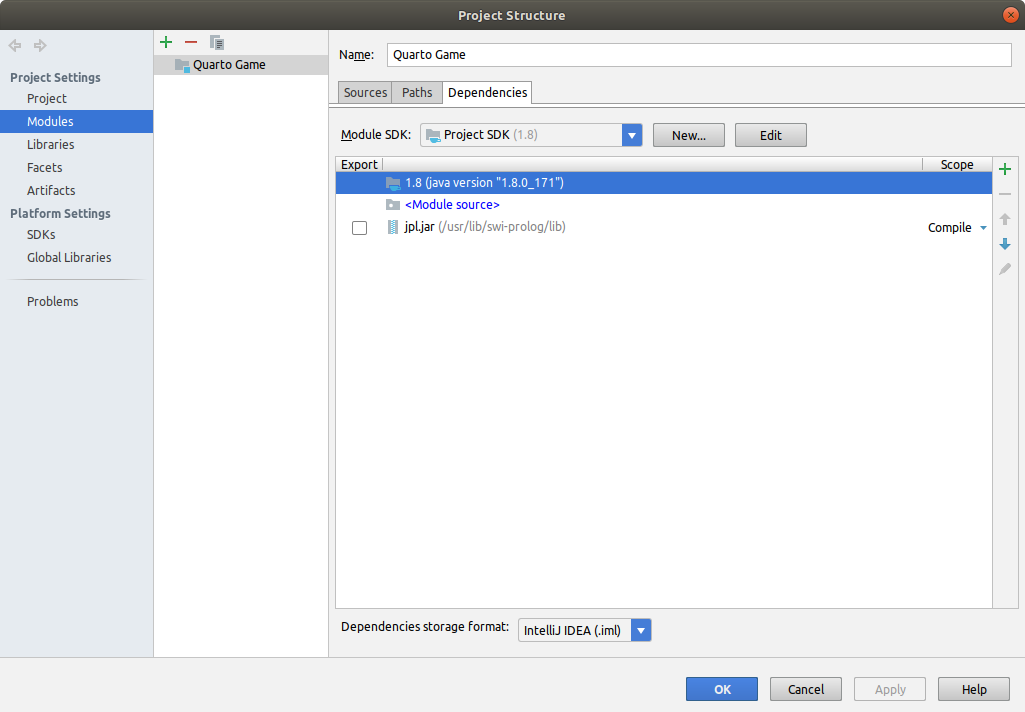 Project Structure
Project Settings
Project
Modules
Libraries
Facets
Artifacts
Platform Settings
SDKs
Global Libraries
Problems
Quarto Game
Name: Quarto Game
Sources Paths Dependencies
Module SDK: Project SDK (1.8) New... Edit
Export Scope
1.8 (java version "1.8.0_171")
<Module source>
jpl.jar (/usr/lib/swi-prolog/lib) Compile
Dependencies storage format: IntelliJ IDEA (.iml)
OK Cancel Apply Help